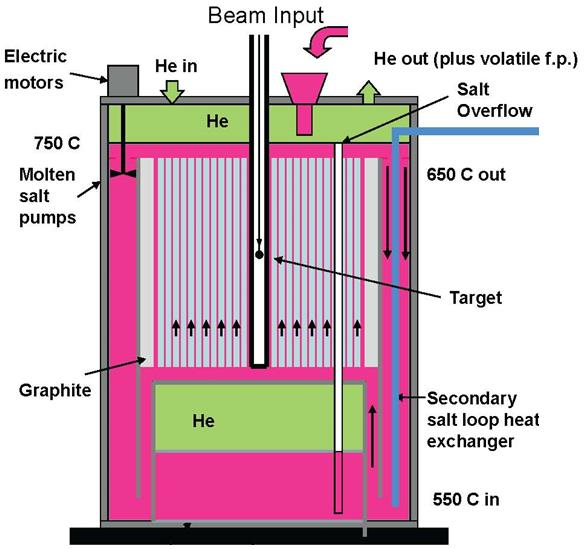 Beam Input
Electric
motors
He in
He out (plus volatile f.p.)
Salt
Overflow
He
750 C
Molten
salt
pumps
650 C out
Target
Graphite
He
Secondary
salt loop heat
exchanger
550 C in